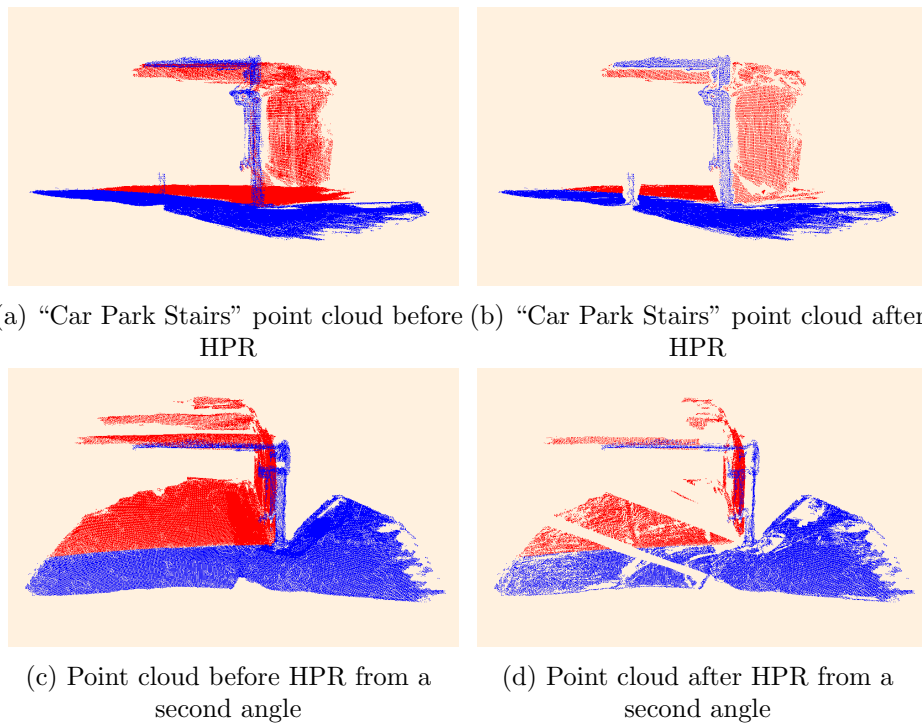 a) “Car Park Stairs” point cloud before
HPR
(b) “Car Park Stairs” point cloud after
HPR
(c) Point cloud before HPR from a
second angle
(d) Point cloud after HPR from a
second angle